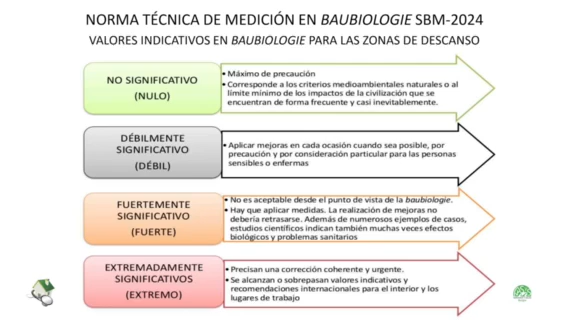 NORMA TÉCNICA DE MEDICIÓN EN BAUBIOLOGIE SBM-2024
VALORES INDICATIVOS EN BAUBIOLOGIE PARA LAS ZONAS DE DESCANSO
NO SIGNIFICATIVO
(NULO)
• Máximo de precaución
• Corresponde a los criterios medioambientales naturales o al
límite mínimo de los impactos de la civilización que se
encuentran de forma frecuente y casi inevitablemente.
DÉBILMENTE
SIGNIFICATIVO
(DÉBIL)
• Aplicar mejoras en cada ocasión cuando sea posible, por
precaución y por consideración particular para las personas
sensibles o enfermas
FUERTEMENTE
SIGNIFICATIVO
(FUERTE)
• No es aceptable desde el punto de vista de la baubiologie.
• Hay que aplicar medidas. La realización de mejoras no
debería retrasarse. Además de numerosos ejemplos de casos,
estudios científicos indican también muchas veces efectos
biológicos y problemas sanitarios
EXTREMADAMENTE
SIGNIFICATIVOS
(EXTREMO)
• Precisan una corrección coherente y urgente.
• Se alcanzan o sobrepasan valores indicativos y
recomendaciones internacionales para el interior y los
lugares de trabajo